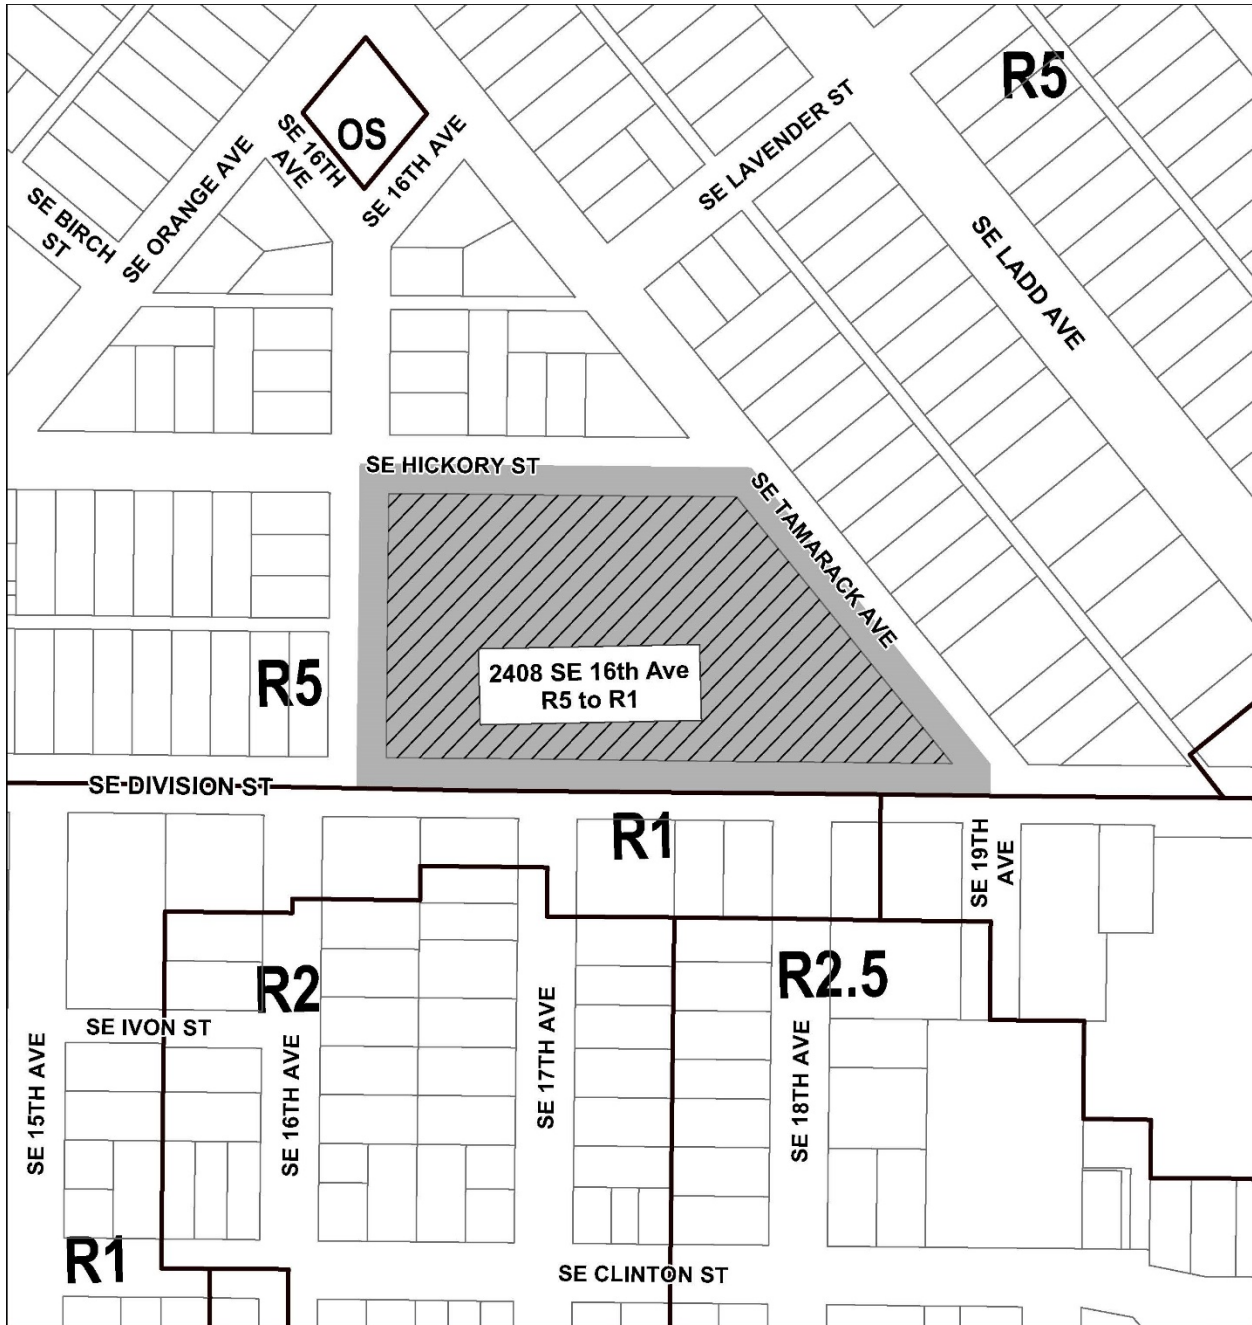 R5
OS
SE 16TH
AVE
SE 16TH AVE
SE LAVENDER ST
SE ORANGE AVE
SE BIRCH
ST
SE LADD AVE
SE HICKORY ST
SE TAMARACK AVE
2408 SE 16th Ave
R5 to R1
R5
SE DIVISION ST
R1
SE 19TH
AVE
R2
R2.5
SE IVON ST
SE 15TH AVE
SE 16TH AVE
SE 17TH AVE
SE 18TH AVE
R1
SE CLINTON ST